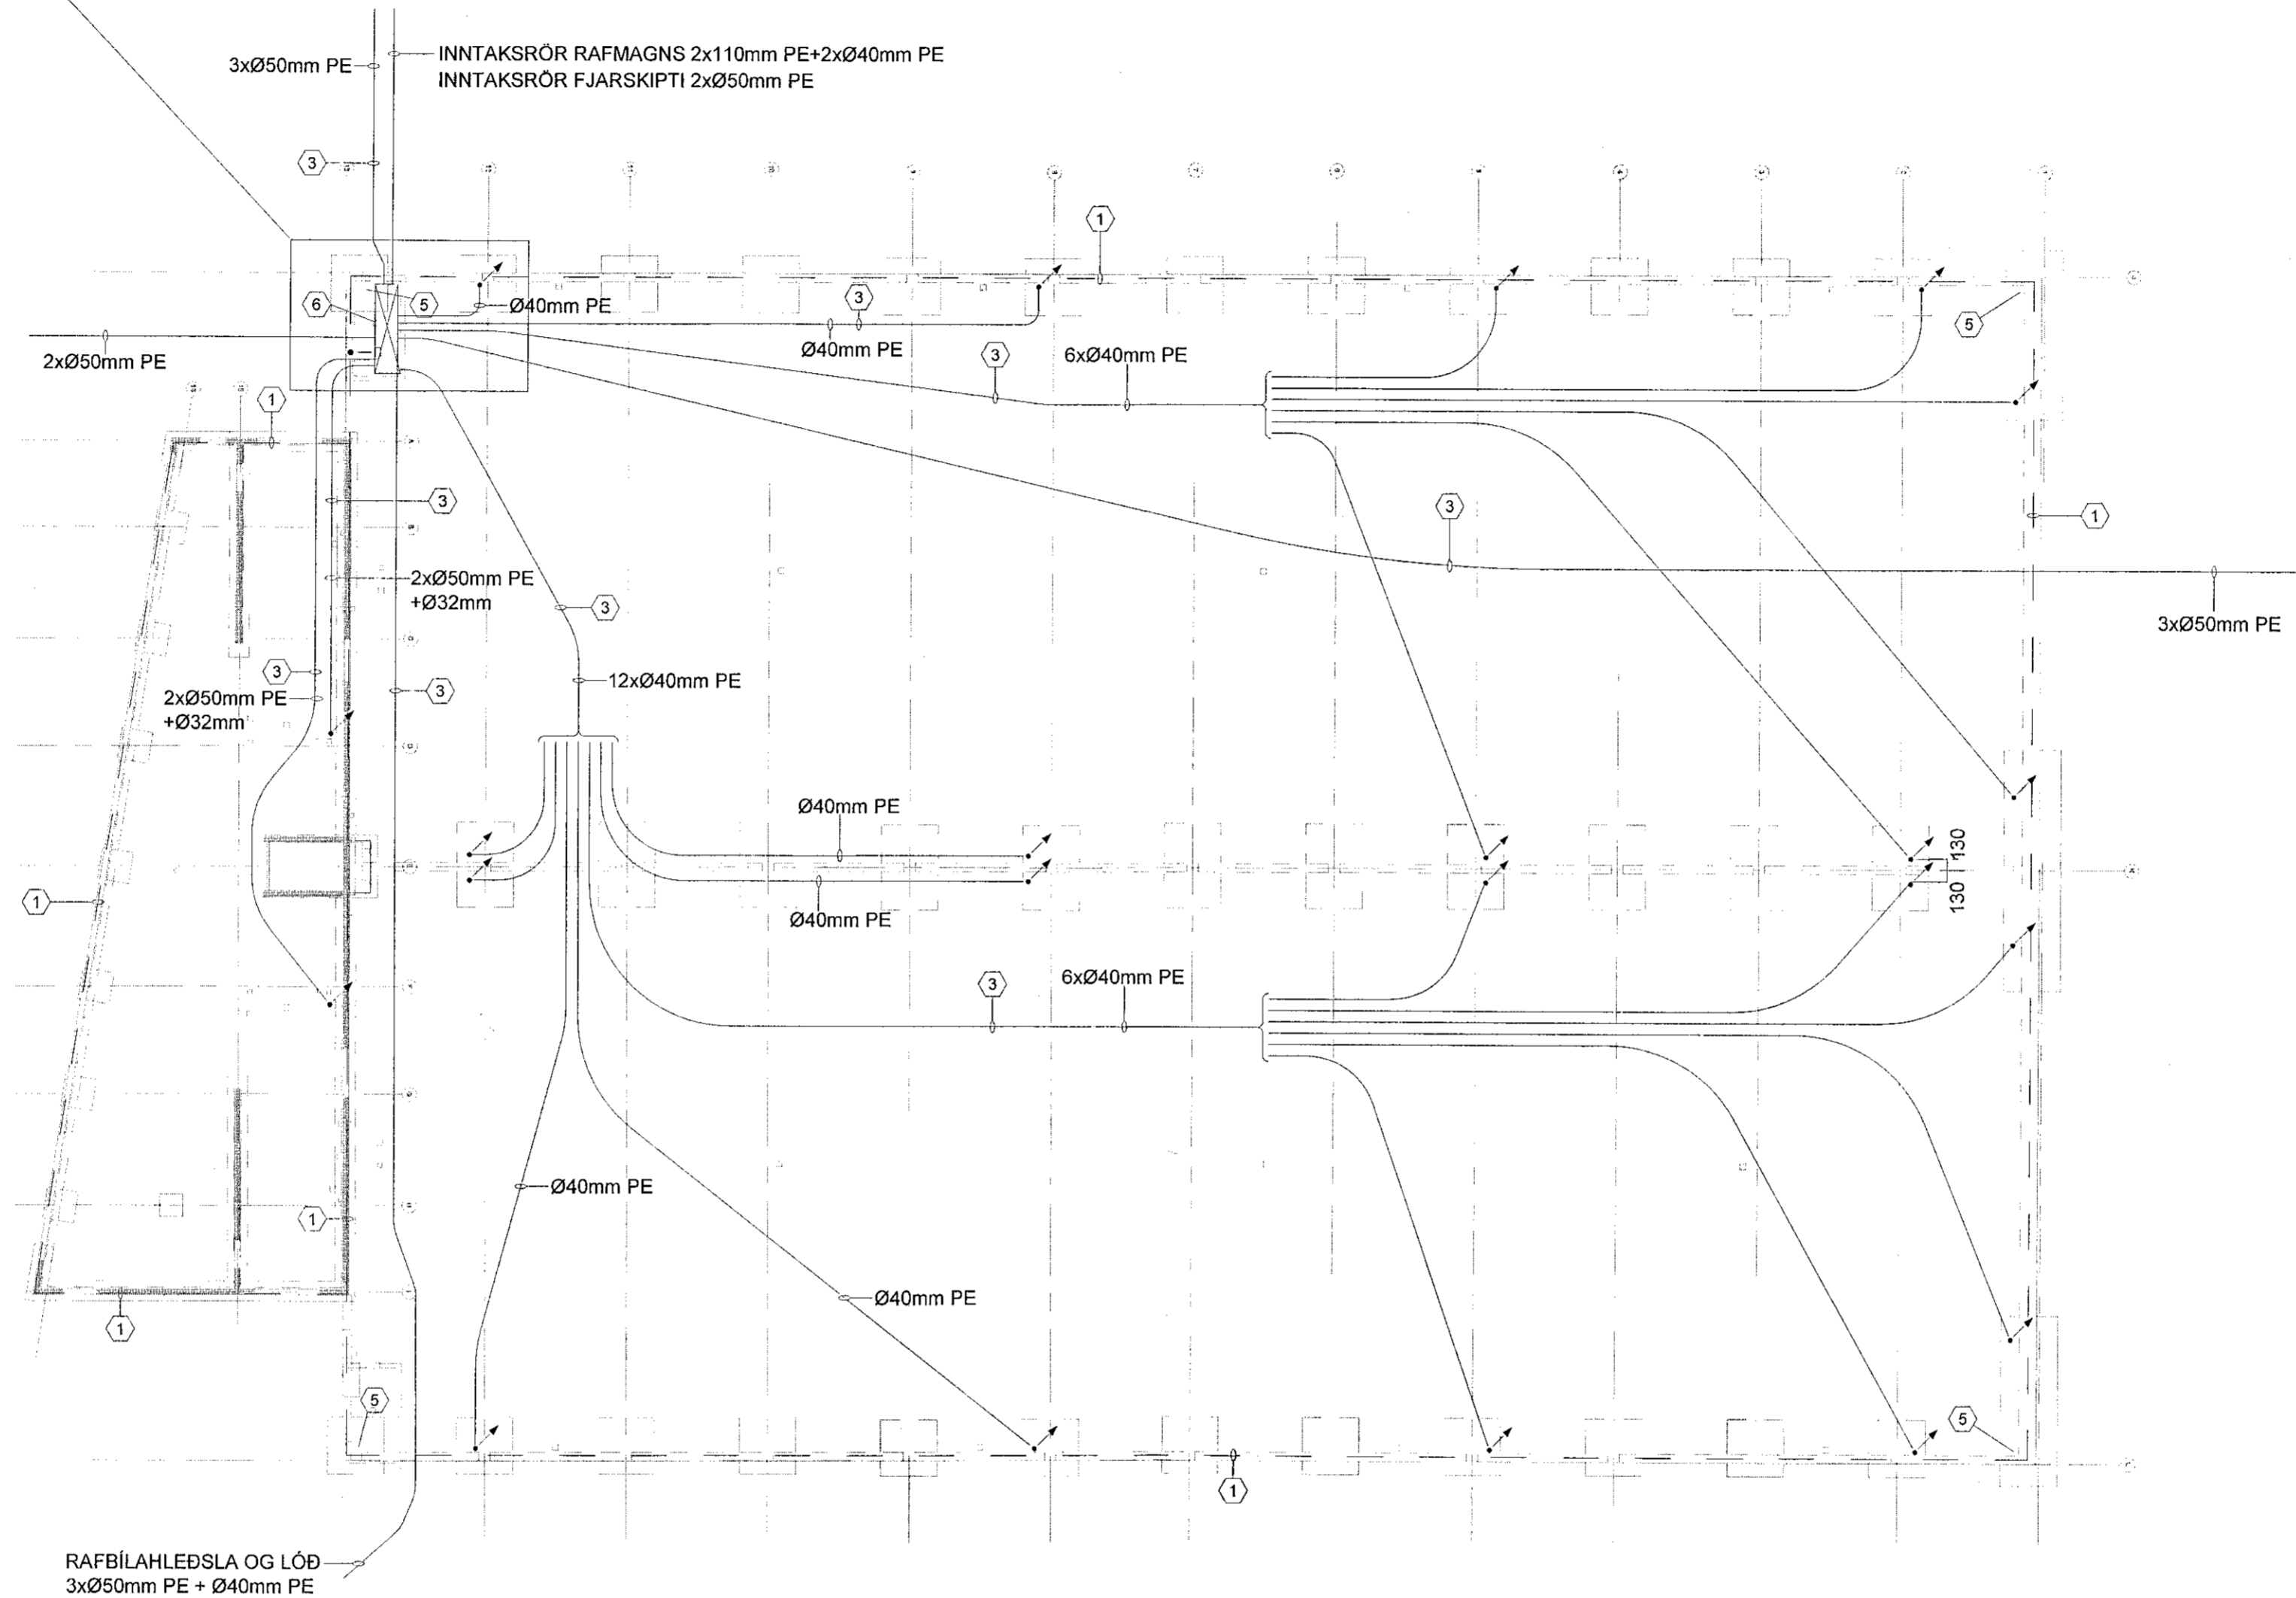 INNTAKSRÖR RAFMAGNS 2x110mm PE+2xØ40mm PE
3xØ50mm PE
INNTAKSRÖR FJARSKIPTI 2xØ50mm PE
3
1
6
5
Ø40mm PE
3
5
2xØ50mm PE
Ø40mm PE
3
6xØ40mm PE
1
3
3
1
2xØ50mm PE
+Ø32mm
3
3xØ50mm PE
3
2xØ50mm PE
+Ø32mm
3
12xØ40mm PE
Ø40mm PE
130
130
1
Ø40mm PE
3
6xØ40mm PE
Ø40mm PE
1
Ø40mm PE
1
5
5
1
RAFBÍLAHLEÐSLA OG LÓÐ
3xØ50mm PE + Ø40mm PE